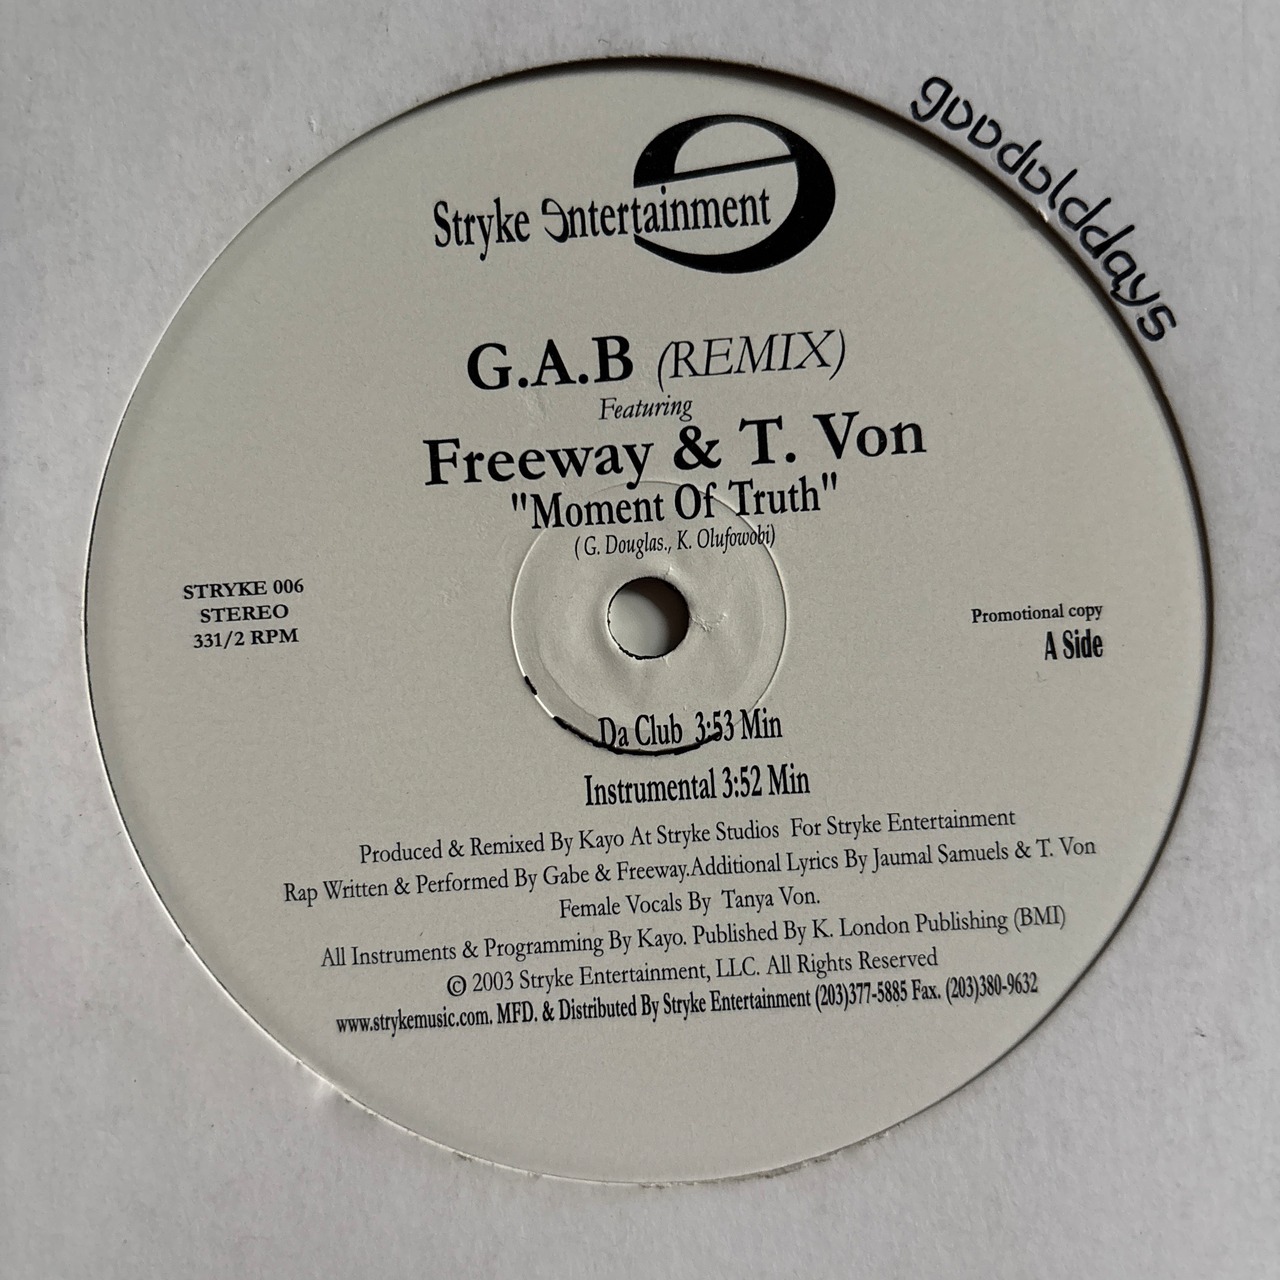 goodolddays
Stryke Entertainment
G.A.B (REMIX)
Featuring
Freeway & T. Von
"Moment Of Truth"
( G. Douglas., K. Olufowobi)
STRYKE 006
STEREO
331/2 RPM
Promotional copy
A Side
Da Club 3:53 Min
Instrumental 3:52 Min
Produced & Remixed By Kayo At Stryke Studios For Stryke Entertainment
Rap Written & Performed By Gabe & Freeway.Additional Lyrics By Jaumal Samuels & T. Von
Female Vocals By Tanya Von.
All Instruments & Programming By Kayo. Published By K. London Publishing (BMI)
© 2003 Stryke Entertainment, LLC. All Rights Reserved
www.strykemusic.com. MFD. & Distributed By Stryke Entertainment (203)377-5885 Fax. (203)380-9632